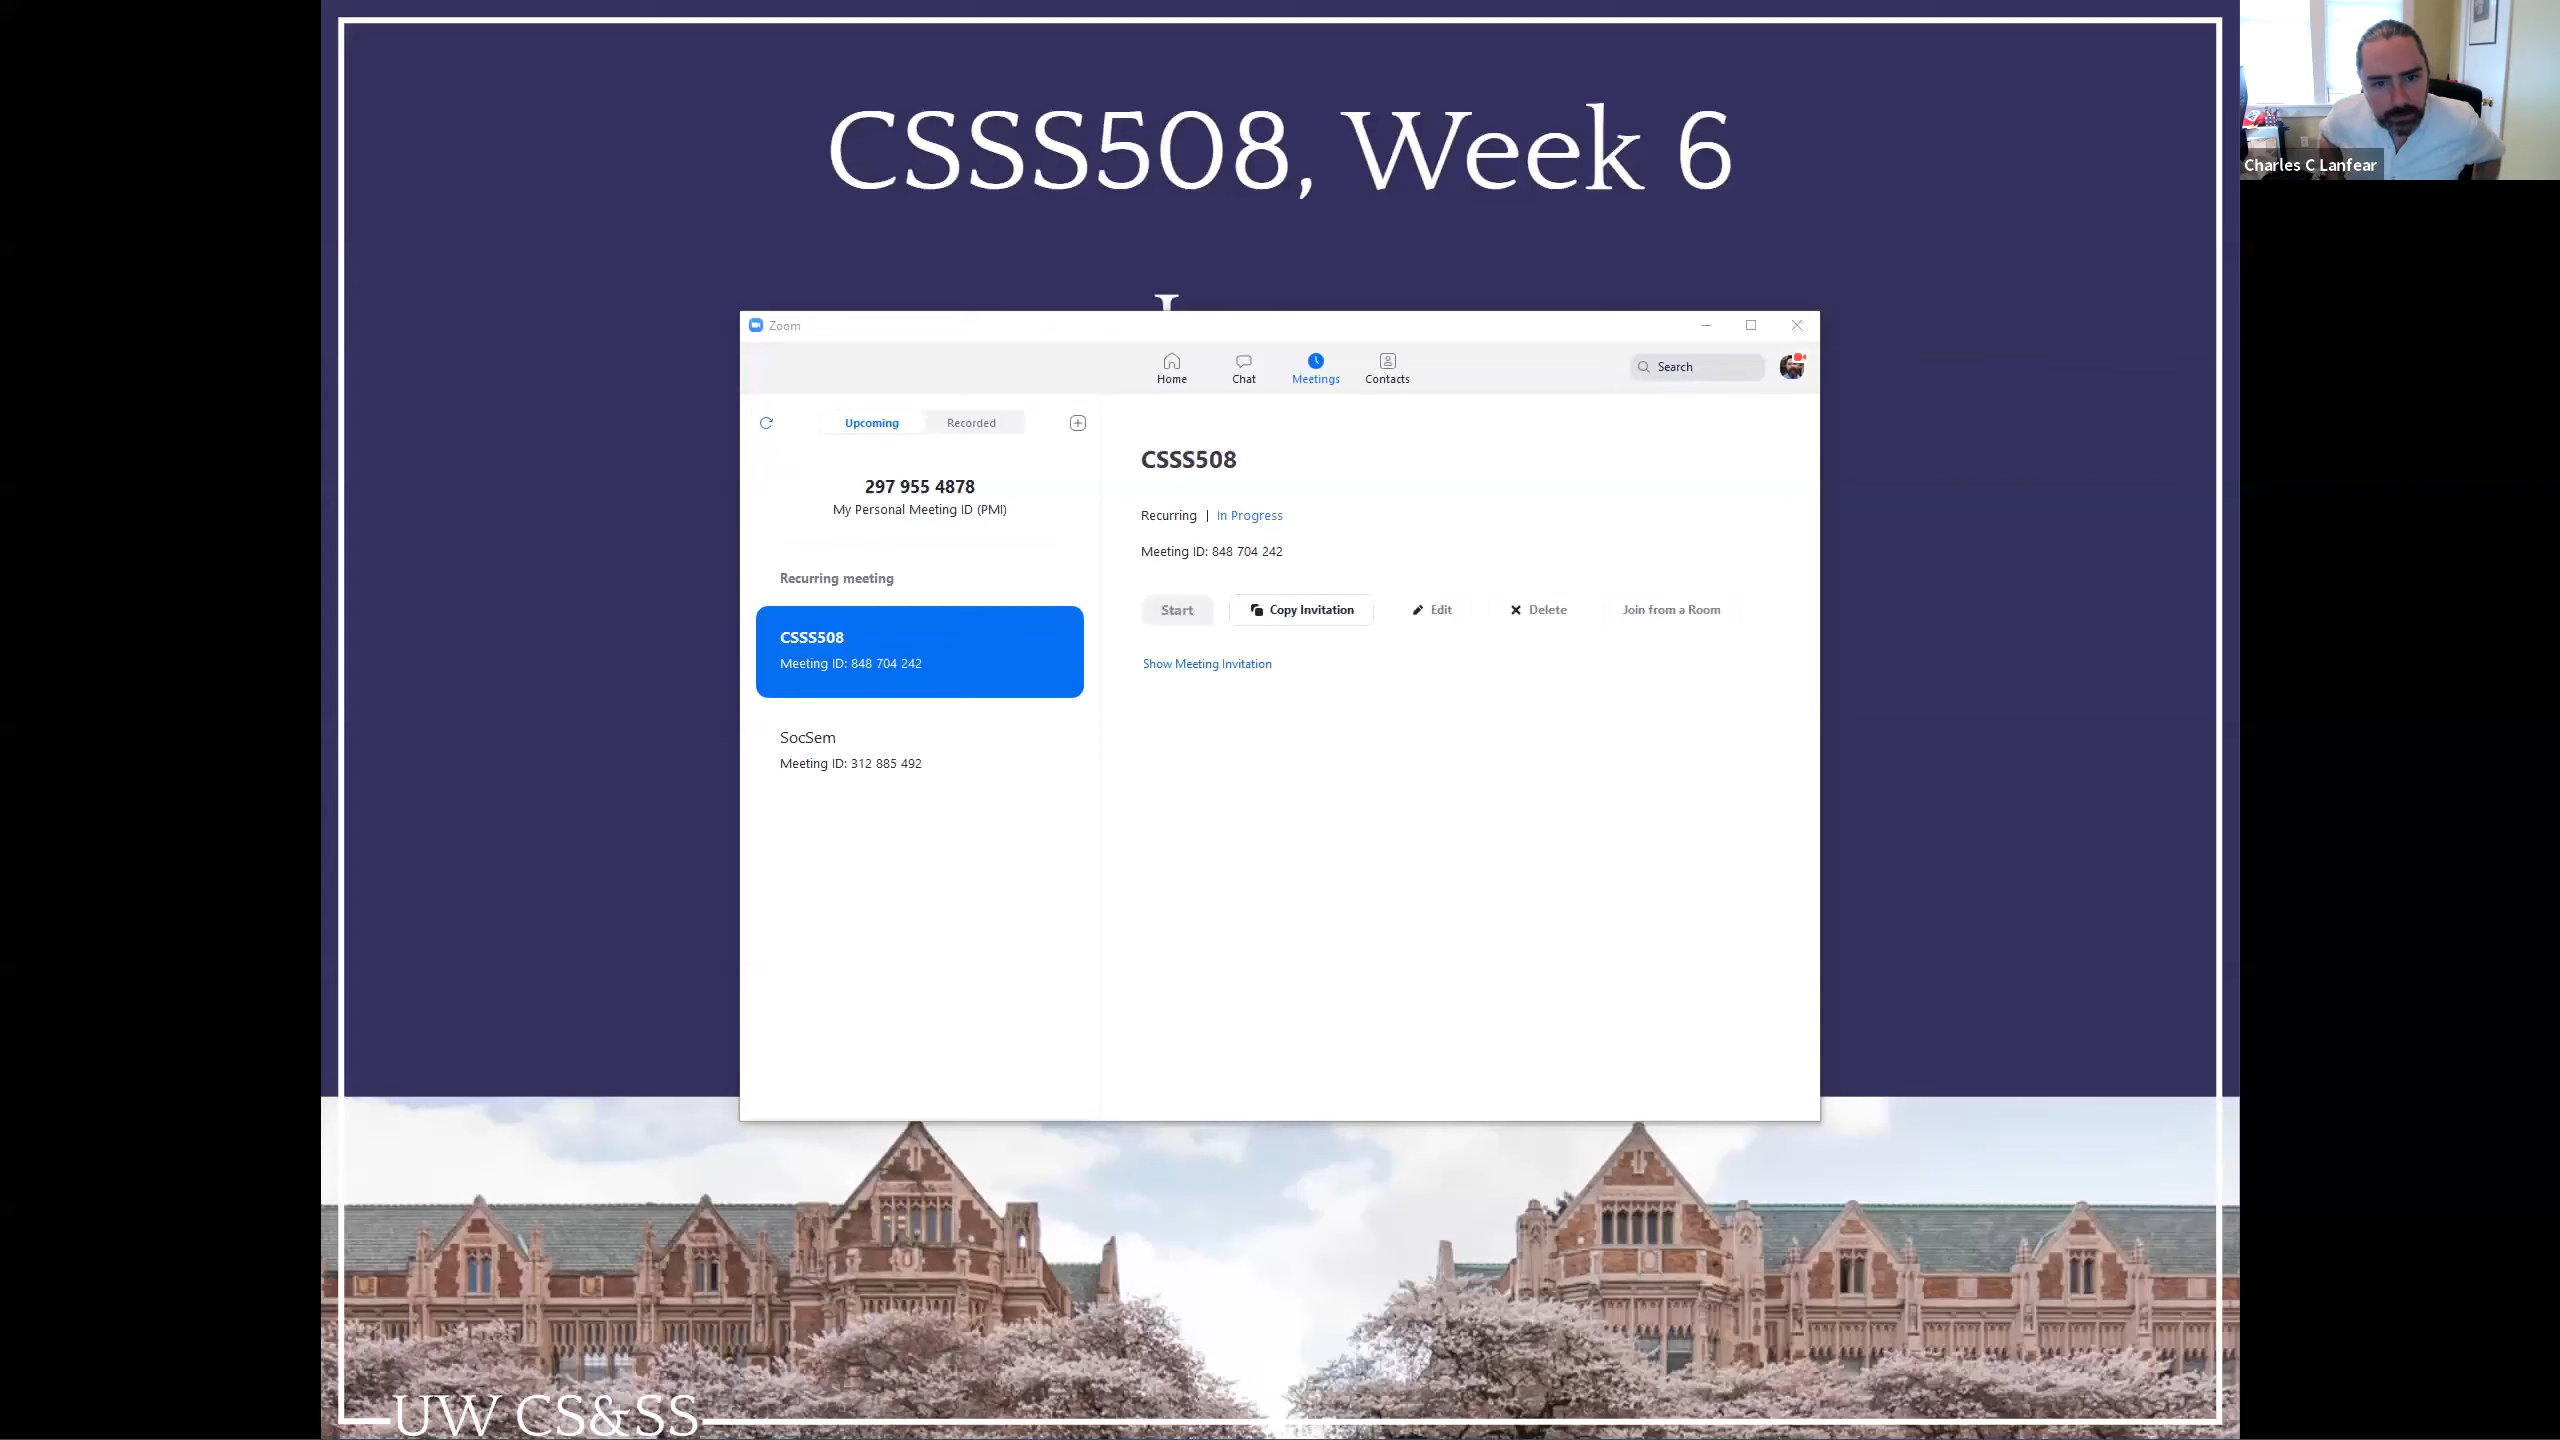 CSSS508, Week 6
Charles C Lanfear
Zoom
Home
Chat
Meetings
Contacts
Search
Upcoming
Recorded
297 955 4878
My Personal Meeting ID (PMI)
Recurring meeting
CSSS508
Meeting ID: 848 704 242
SocSem
Meeting ID: 312 885 492
CSSS508
Recurring | In Progress
Meeting ID: 848 704 242
Start
Copy Invitation
Edit
Delete
Join from a Room
Show Meeting Invitation
UW CS&SS